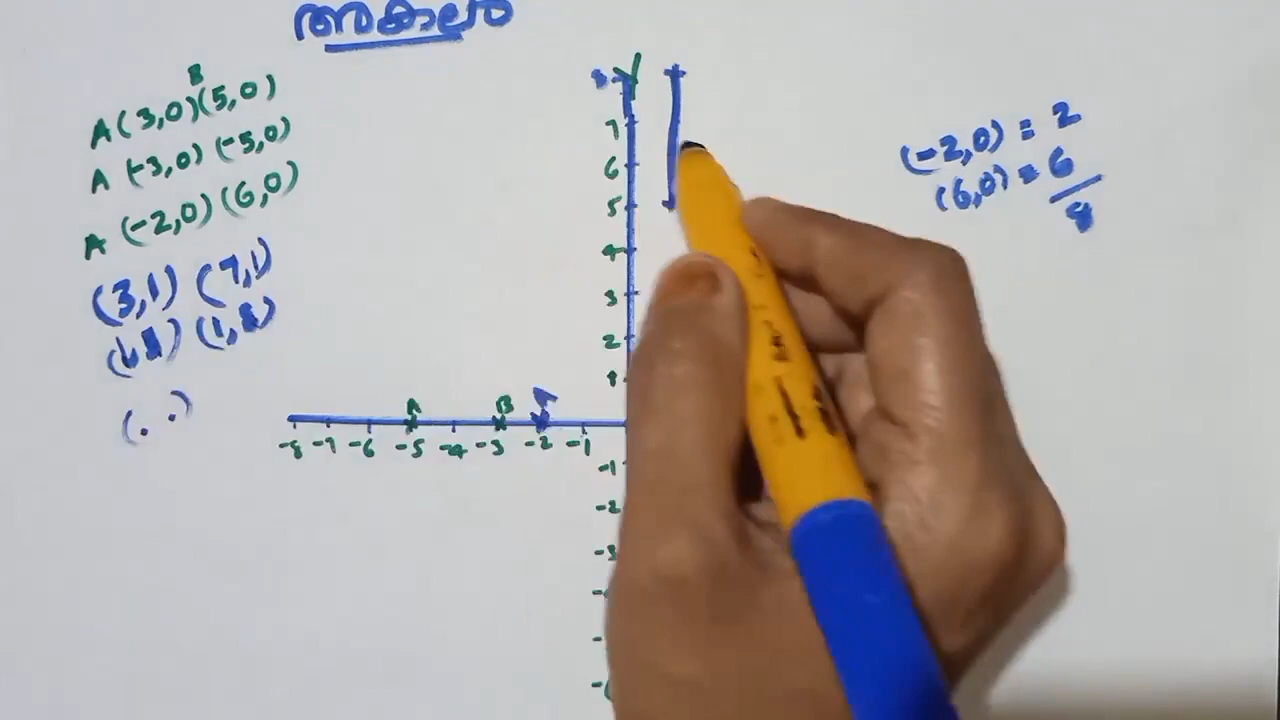 അകലം
B
A(3,0)(5,0)
A(-3,0)(-5,0)
A(-2,0)(6,0)
(3,1) (7,1)
(. .)
Y
8
7
6
5
4
3
2
1
A B A
-8 -7 -6 -5 -4 -3 -2 -1
-1
-2
-3
(-2,0) = 2
(6,0) = 6
8